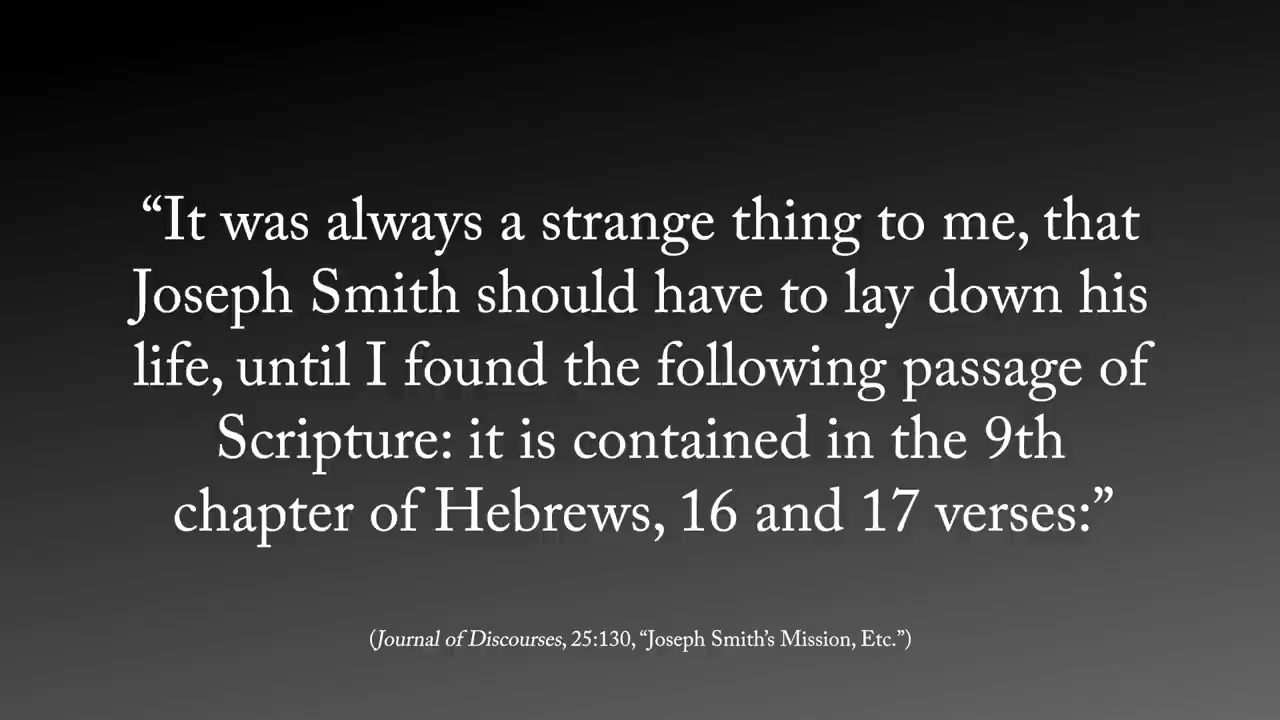 “It was always a strange thing to me, that
Joseph Smith should have to lay down his
life, until I found the following passage of
Scripture: it is contained in the 9th
chapter of Hebrews, 16 and 17 verses:”
(Journal of Discourses, 25:130, “Joseph Smith’s Mission, Etc.”)